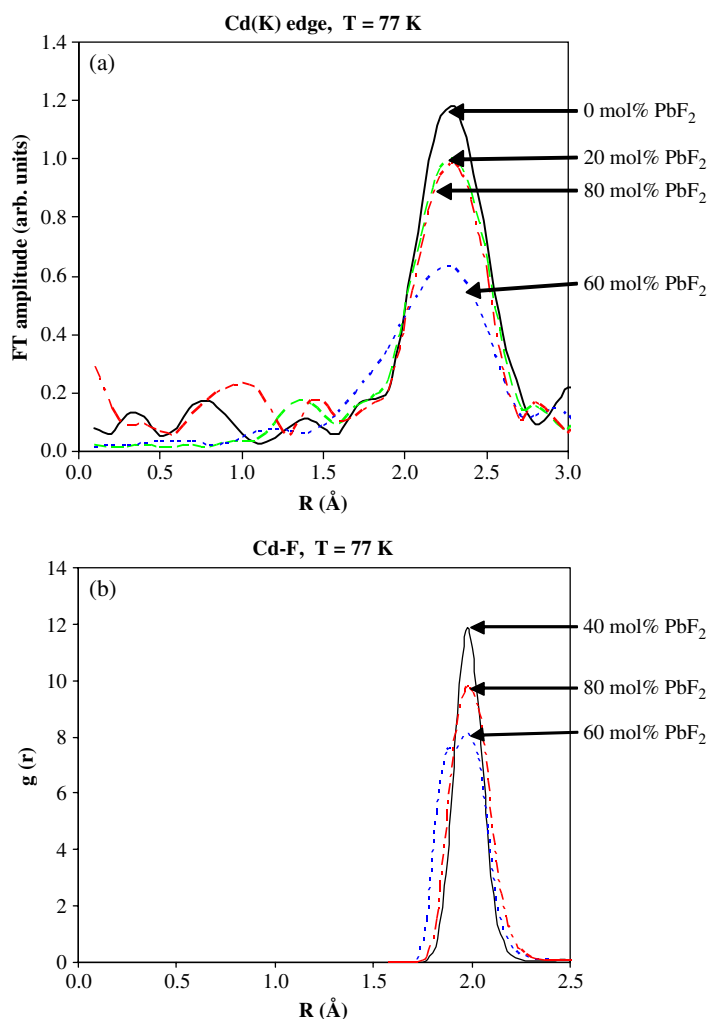 Cd(K) edge, T = 77 K
(a)
FT amplitude (arb. units)
1.4
1.2
1.0
0.8
0.6
0.4
0.2
0.0
0 mol% PbF2
20 mol% PbF2
80 mol% PbF2
60 mol% PbF2
0.0 0.5 1.0 1.5 2.0 2.5 3.0
R (Å)
Cd-F, T = 77 K
(b)
g (r)
14
12
10
8
6
4
2
0
40 mol% PbF2
80 mol% PbF2
60 mol% PbF2
0.0 0.5 1.0 1.5 2.0 2.5
R (Å)